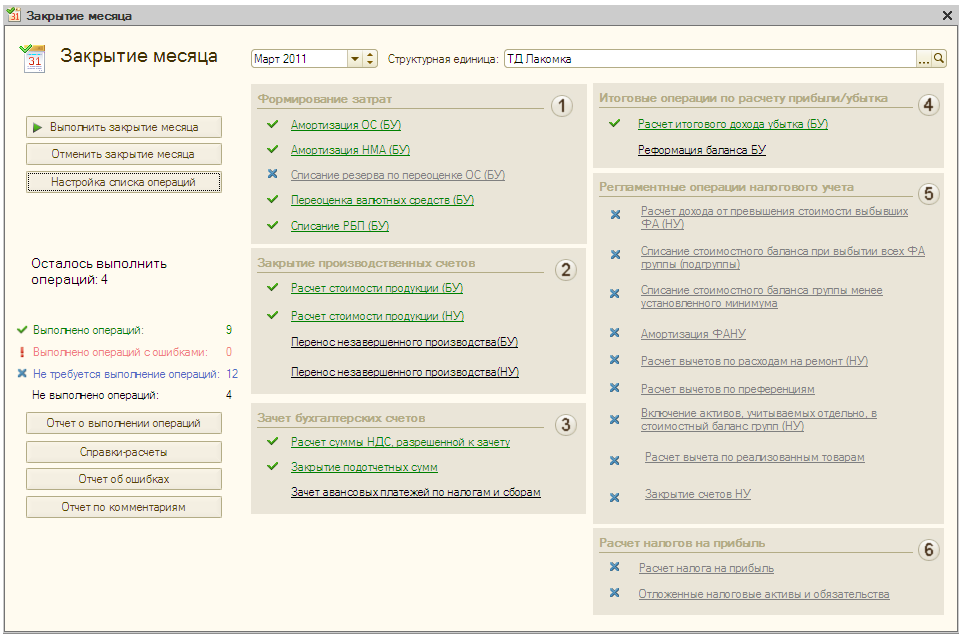 Закрытие месяца
31
Закрытие месяца
Март 2011
Структурная единица:
ТД Лакомка
...
Выполнить закрытие месяца
Отменить закрытие месяца
Настройка списка операций
Осталось выполнить
операций: 4
Выполнено операций: 9
Выполнено операций с ошибками: 0
Не требуется выполнение операций: 12
Не выполнено операций: 4
Отчет о выполнении операций
Справки-расчеты
Отчет об ошибках
Отчет по комментариям
Формирование затрат
1
Амортизация ОС (БУ)
Амортизация НМА (БУ)
Списание резерва по переоценке ОС (БУ)
Переоценка валютных средств (БУ)
Списание РБП (БУ)
Закрытие производственных счетов
2
Расчет стоимости продукции (БУ)
Расчет стоимости продукции (НУ)
Перенос незавершенного производства(БУ)
Перенос незавершенного производства(НУ)
Зачет бухгалтерских счетов
3
Расчет суммы НДС, разрешенной к зачету
Закрытие подотчетных сумм
Зачет авансовых платежей по налогам и сборам
Итоговые операции по расчету прибыли/убытка
4
Расчет итогового дохода убытка (БУ)
Реформация баланса БУ
Регламентные операции налогового учета
5
Расчет дохода от превышения стоимости выбывших
ФА (НУ)
Списание стоимостного баланса при выбытии всех ФА
группы (подгруппы)
Списание стоимостного баланса группы менее
установленного минимума
Амортизация ФАНУ
Расчет вычетов по расходам на ремонт (НУ)
Расчет вычетов по преференциям
Включение активов, учитываемых отдельно, в
стоимостный баланс групп (НУ)
Расчет вычета по реализованным товарам
Закрытие счетов НУ
Расчет налогов на прибыль
6
Расчет налога на прибыль
Отложенные налоговые активы и обязательства